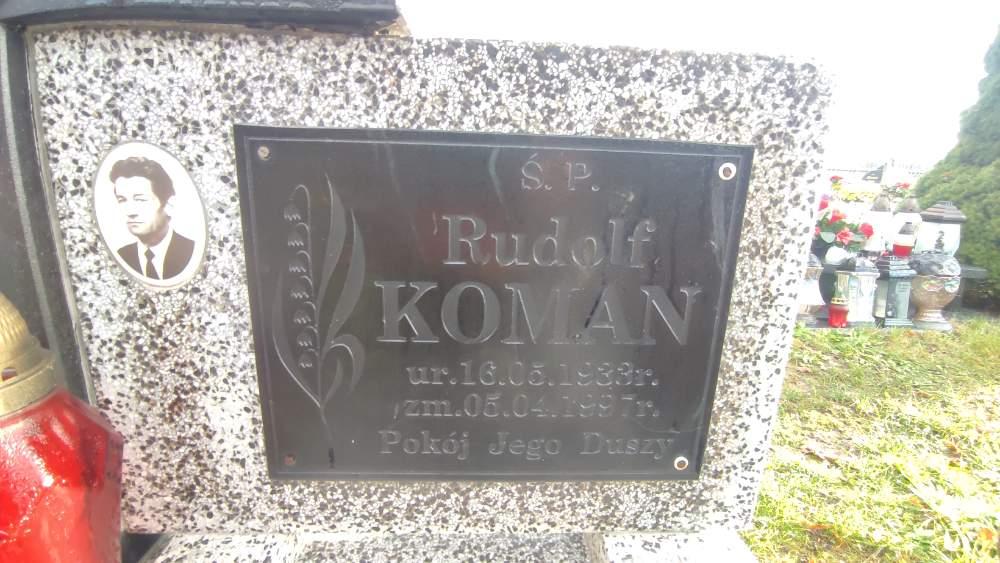 Ś. P.
Rudolf
KOMAN
ur.16.05.1933r.
zm.05.04.1997r.
Pokój Jego Duszy